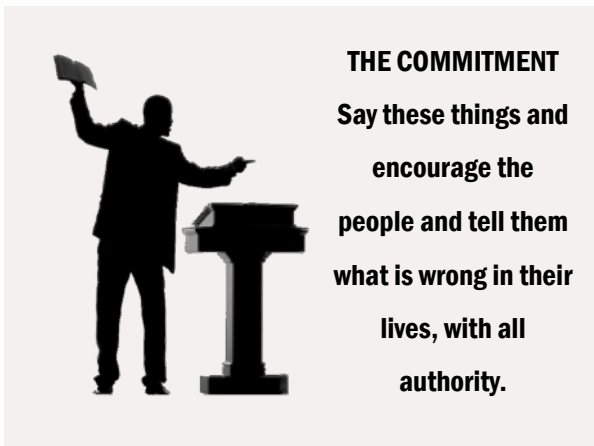 THE COMMITMENT
Say these things and
encourage the
people and tell them
what is wrong in their
lives, with all
authority.